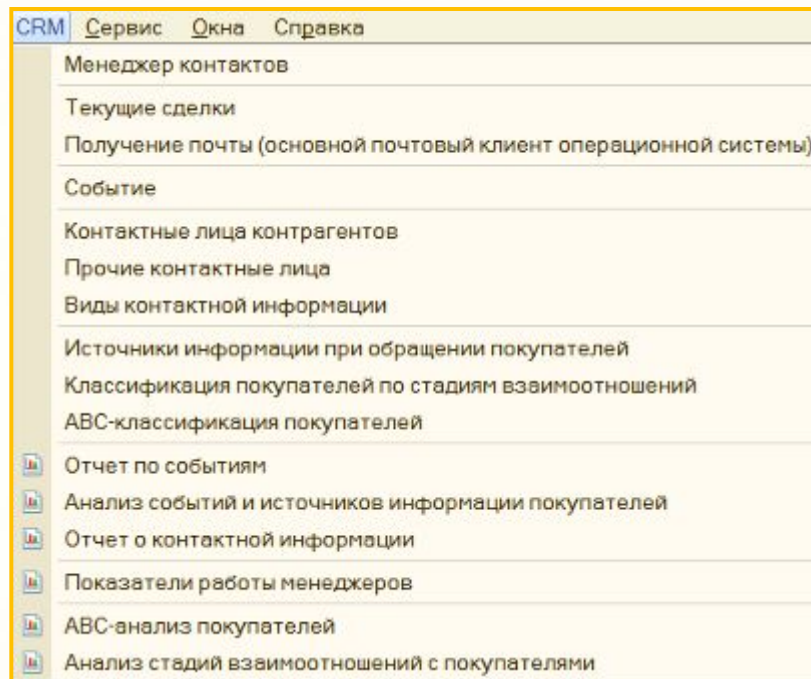 CRM Сервис Окна Справка
Менеджер контактов
Текущие сделки
Получение почты (основной почтовый клиент операционной системы)
Событие
Контактные лица контрагентов
Прочие контактные лица
Виды контактной информации
Источники информации при обращении покупателей
Классификация покупателей по стадиям взаимоотношений
ABC-классификация покупателей
Отчет по событиям
Анализ событий и источников информации покупателей
Отчет о контактной информации
Показатели работы менеджеров
ABC-анализ покупателей
Анализ стадий взаимоотношений с покупателями